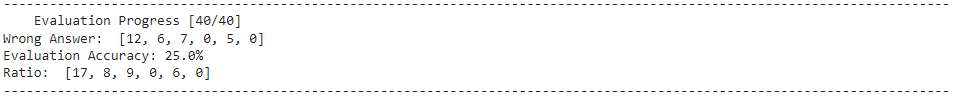 Evaluation Progress [40/40]
Wrong Answer:  [12, 6, 7, 0, 5, 0]
Evaluation Accuracy: 25.0%
Ratio:  [17, 8, 9, 0, 6, 0]